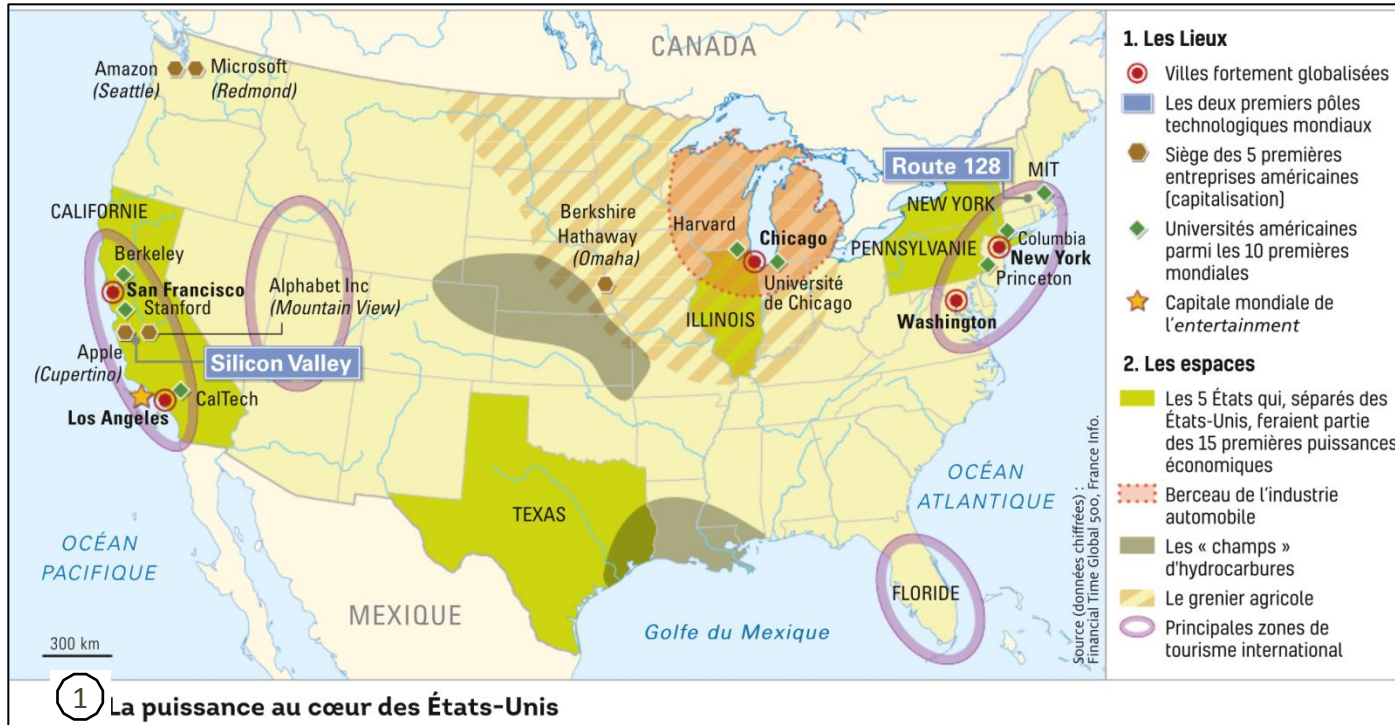 CANADA
Amazon
(Seattle)
Microsoft
(Redmond)
CALIFORNIE
Berkeley
San Francisco
Stanford
Alphabet Inc
(Mountain View)
Apple
(Cupertino)
Silicon Valley
CalTech
Los Angeles
Berkshire
Hathaway
(Omaha)
Harvard
Chicago
Université
de Chicago
ILLINOIS
Route 128
MIT
NEW YORK
PENNSYLVANIE
Columbia
New York
Princeton
Washington
TEXAS
FLORIDE
OCÉAN
PACIFIQUE
MEXIQUE
Golfe du Mexique
OCÉAN
ATLANTIQUE
300 km
Source (données chiffrées) :
Financial Time Global 500, France Info.
1. Les Lieux
Villes fortement globalisées
Les deux premiers pôles
technologiques mondiaux
Siège des 5 premières
entreprises américaines
(capitalisation)
Universités américaines
parmi les 10 premières
mondiales
Capitale mondiale de
l'entertainment
2. Les espaces
Les 5 États qui, séparés des
États-Unis, feraient partie
des 15 premières puissances
économiques
Berceau de l'industrie
automobile
Les « champs »
d'hydrocarbures
Le grenier agricole
Principales zones de
tourisme international
1 La puissance au cœur des États-Unis